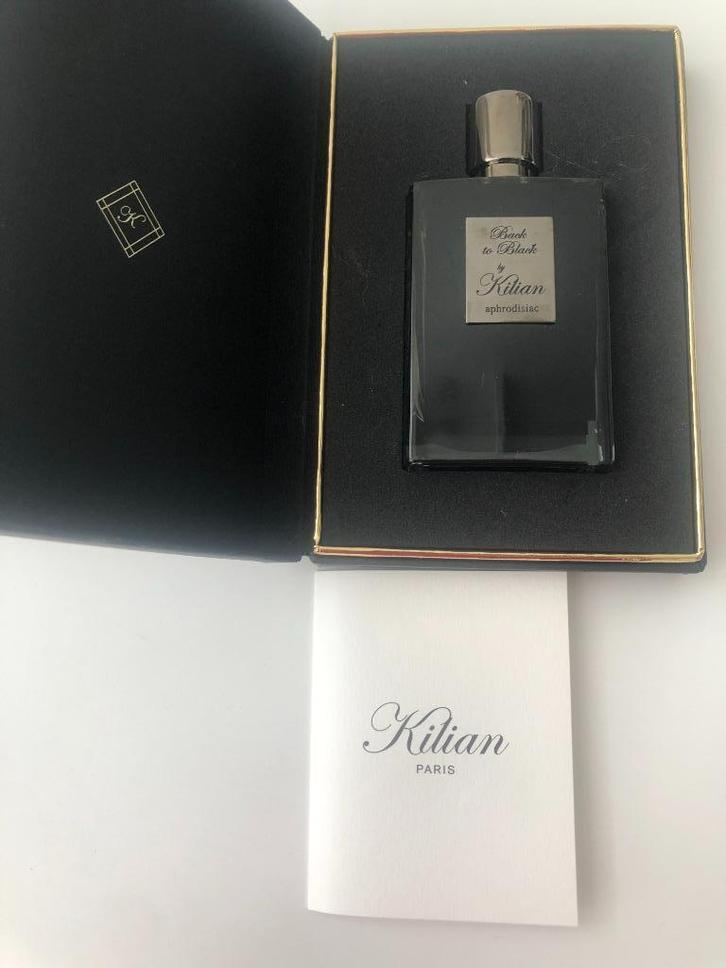 K
Back
to Black
by
Kilian
aphrodisiac
Kilian
PARIS